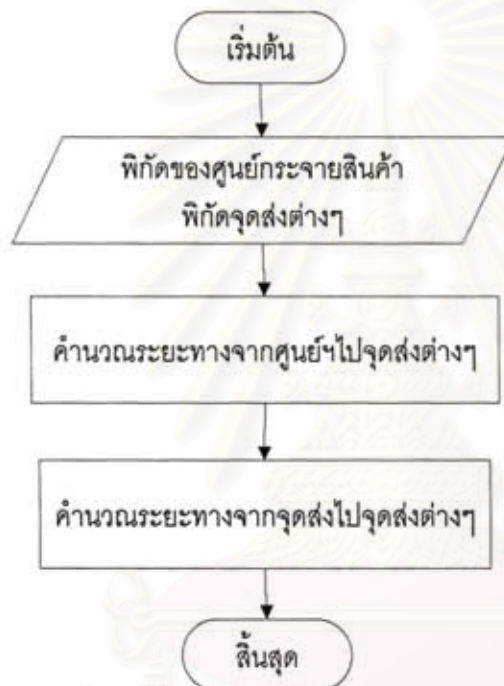 เริ่มต้น
พิกัดของศูนย์กระจายสินค้า
พิกัดจุดส่งต่างๆ
คำนวณระยะทางจากศูนย์ฯไปจุดส่งต่างๆ
คำนวณระยะทางจากจุดส่งไปจุดส่งต่างๆ
สิ้นสุด